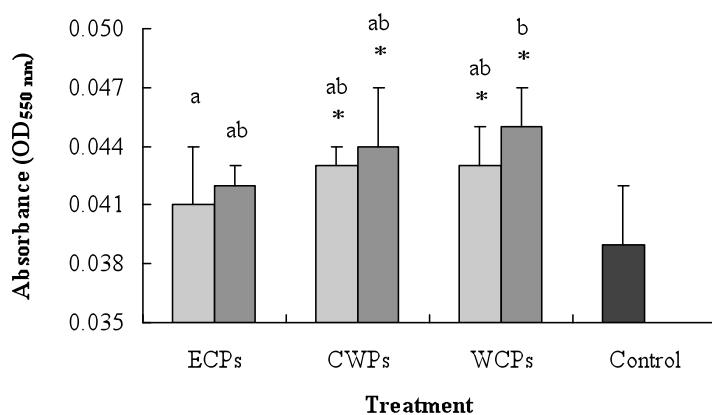 0.050
0.047
0.044
0.041
0.038
0.035
Absorbance (OD550 nm)
a
ab
ab
*
ab
*
ab
*
b
*
ECPs
CWPs
WCPs
Control
Treatment